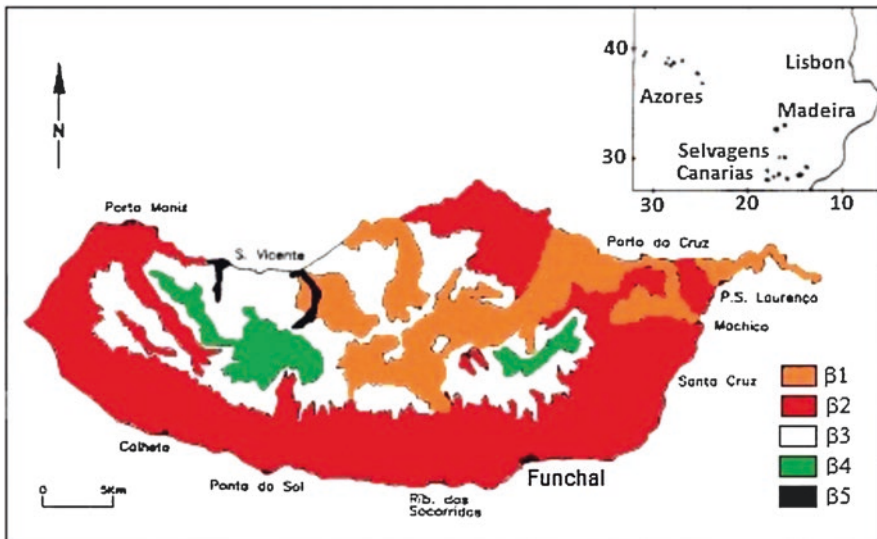 40
30
30
20
10
Lisbon
Azores
Madeira
Selvagens
Canarias
N
Porto Moniz
S. Vicente
Porto da Cruz
P.S. Lourenço
Machico
Santa Cruz
Funchal
Rib. dos
Socorridos
Ponta do Sol
Calheta
0 5Km
β1
β2
β3
β4
β5